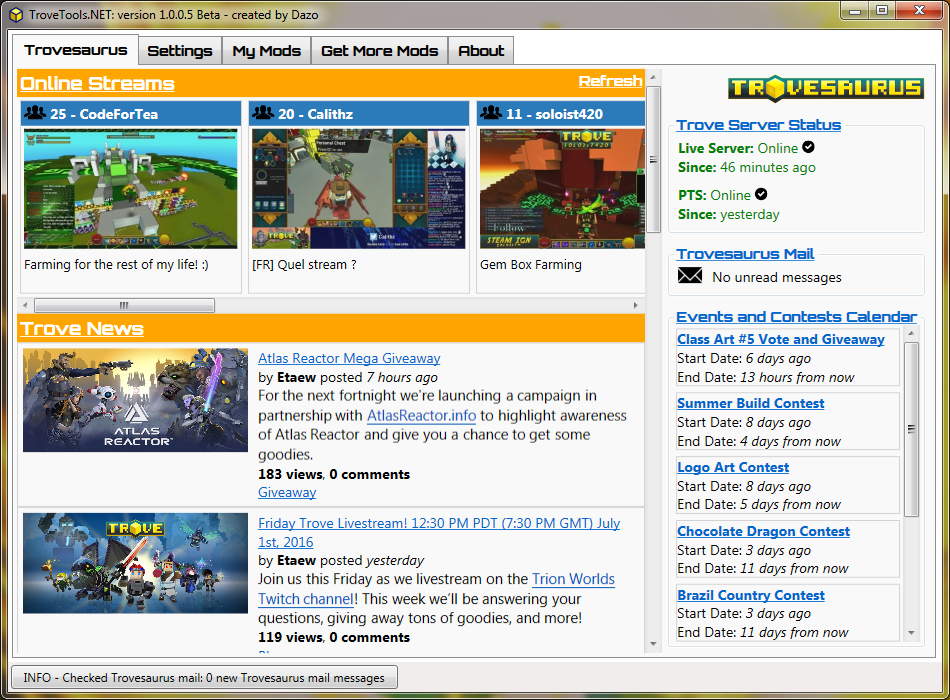 TroveTools.NET: version 1.0.0.5 Beta - created by Dazo
Trovesaurus
Settings
My Mods
Get More Mods
About
Online Streams
Refresh
25 - CodeForTea
20 - Calithz
11 - soloist420
Personal Chest
TROVE
SOLOIST420
Follow
STEAM IGN
TROVE
Farming for the rest of my life! :)
[FR] Quel stream ?
Gem Box Farming
Trove News
ATLAS
REACTOR
Atlas Reactor Mega Giveaway
by Etaew posted 7 hours ago
For the next fortnight we're launching a campaign in
partnership with AtlasReactor.info to highlight awareness
of Atlas Reactor and give you a chance to get some
goodies.
183 views, 0 comments
Giveaway
TROVE
Friday Trove Livestream! 12:30 PM PDT (7:30 PM GMT) July
1st, 2016
by Etaew posted yesterday
Join us this Friday as we livestream on the Trion Worlds
Twitch channel! This week we'll be answering your
questions, giving away tons of goodies, and more!
119 views, 0 comments
TROVESAURUS
Trove Server Status
Live Server: Online
Since: 46 minutes ago
PTS: Online
Since: yesterday
Trovesaurus Mail
No unread messages
Events and Contests Calendar
Class Art #5 Vote and Giveaway
Start Date: 6 days ago
End Date: 13 hours from now
Summer Build Contest
Start Date: 8 days ago
End Date: 4 days from now
Logo Art Contest
Start Date: 8 days ago
End Date: 5 days from now
Chocolate Dragon Contest
Start Date: 3 days ago
End Date: 11 days from now
Brazil Country Contest
Start Date: 3 days ago
End Date: 11 days from now
INFO - Checked Trovesaurus mail: 0 new Trovesaurus mail messages